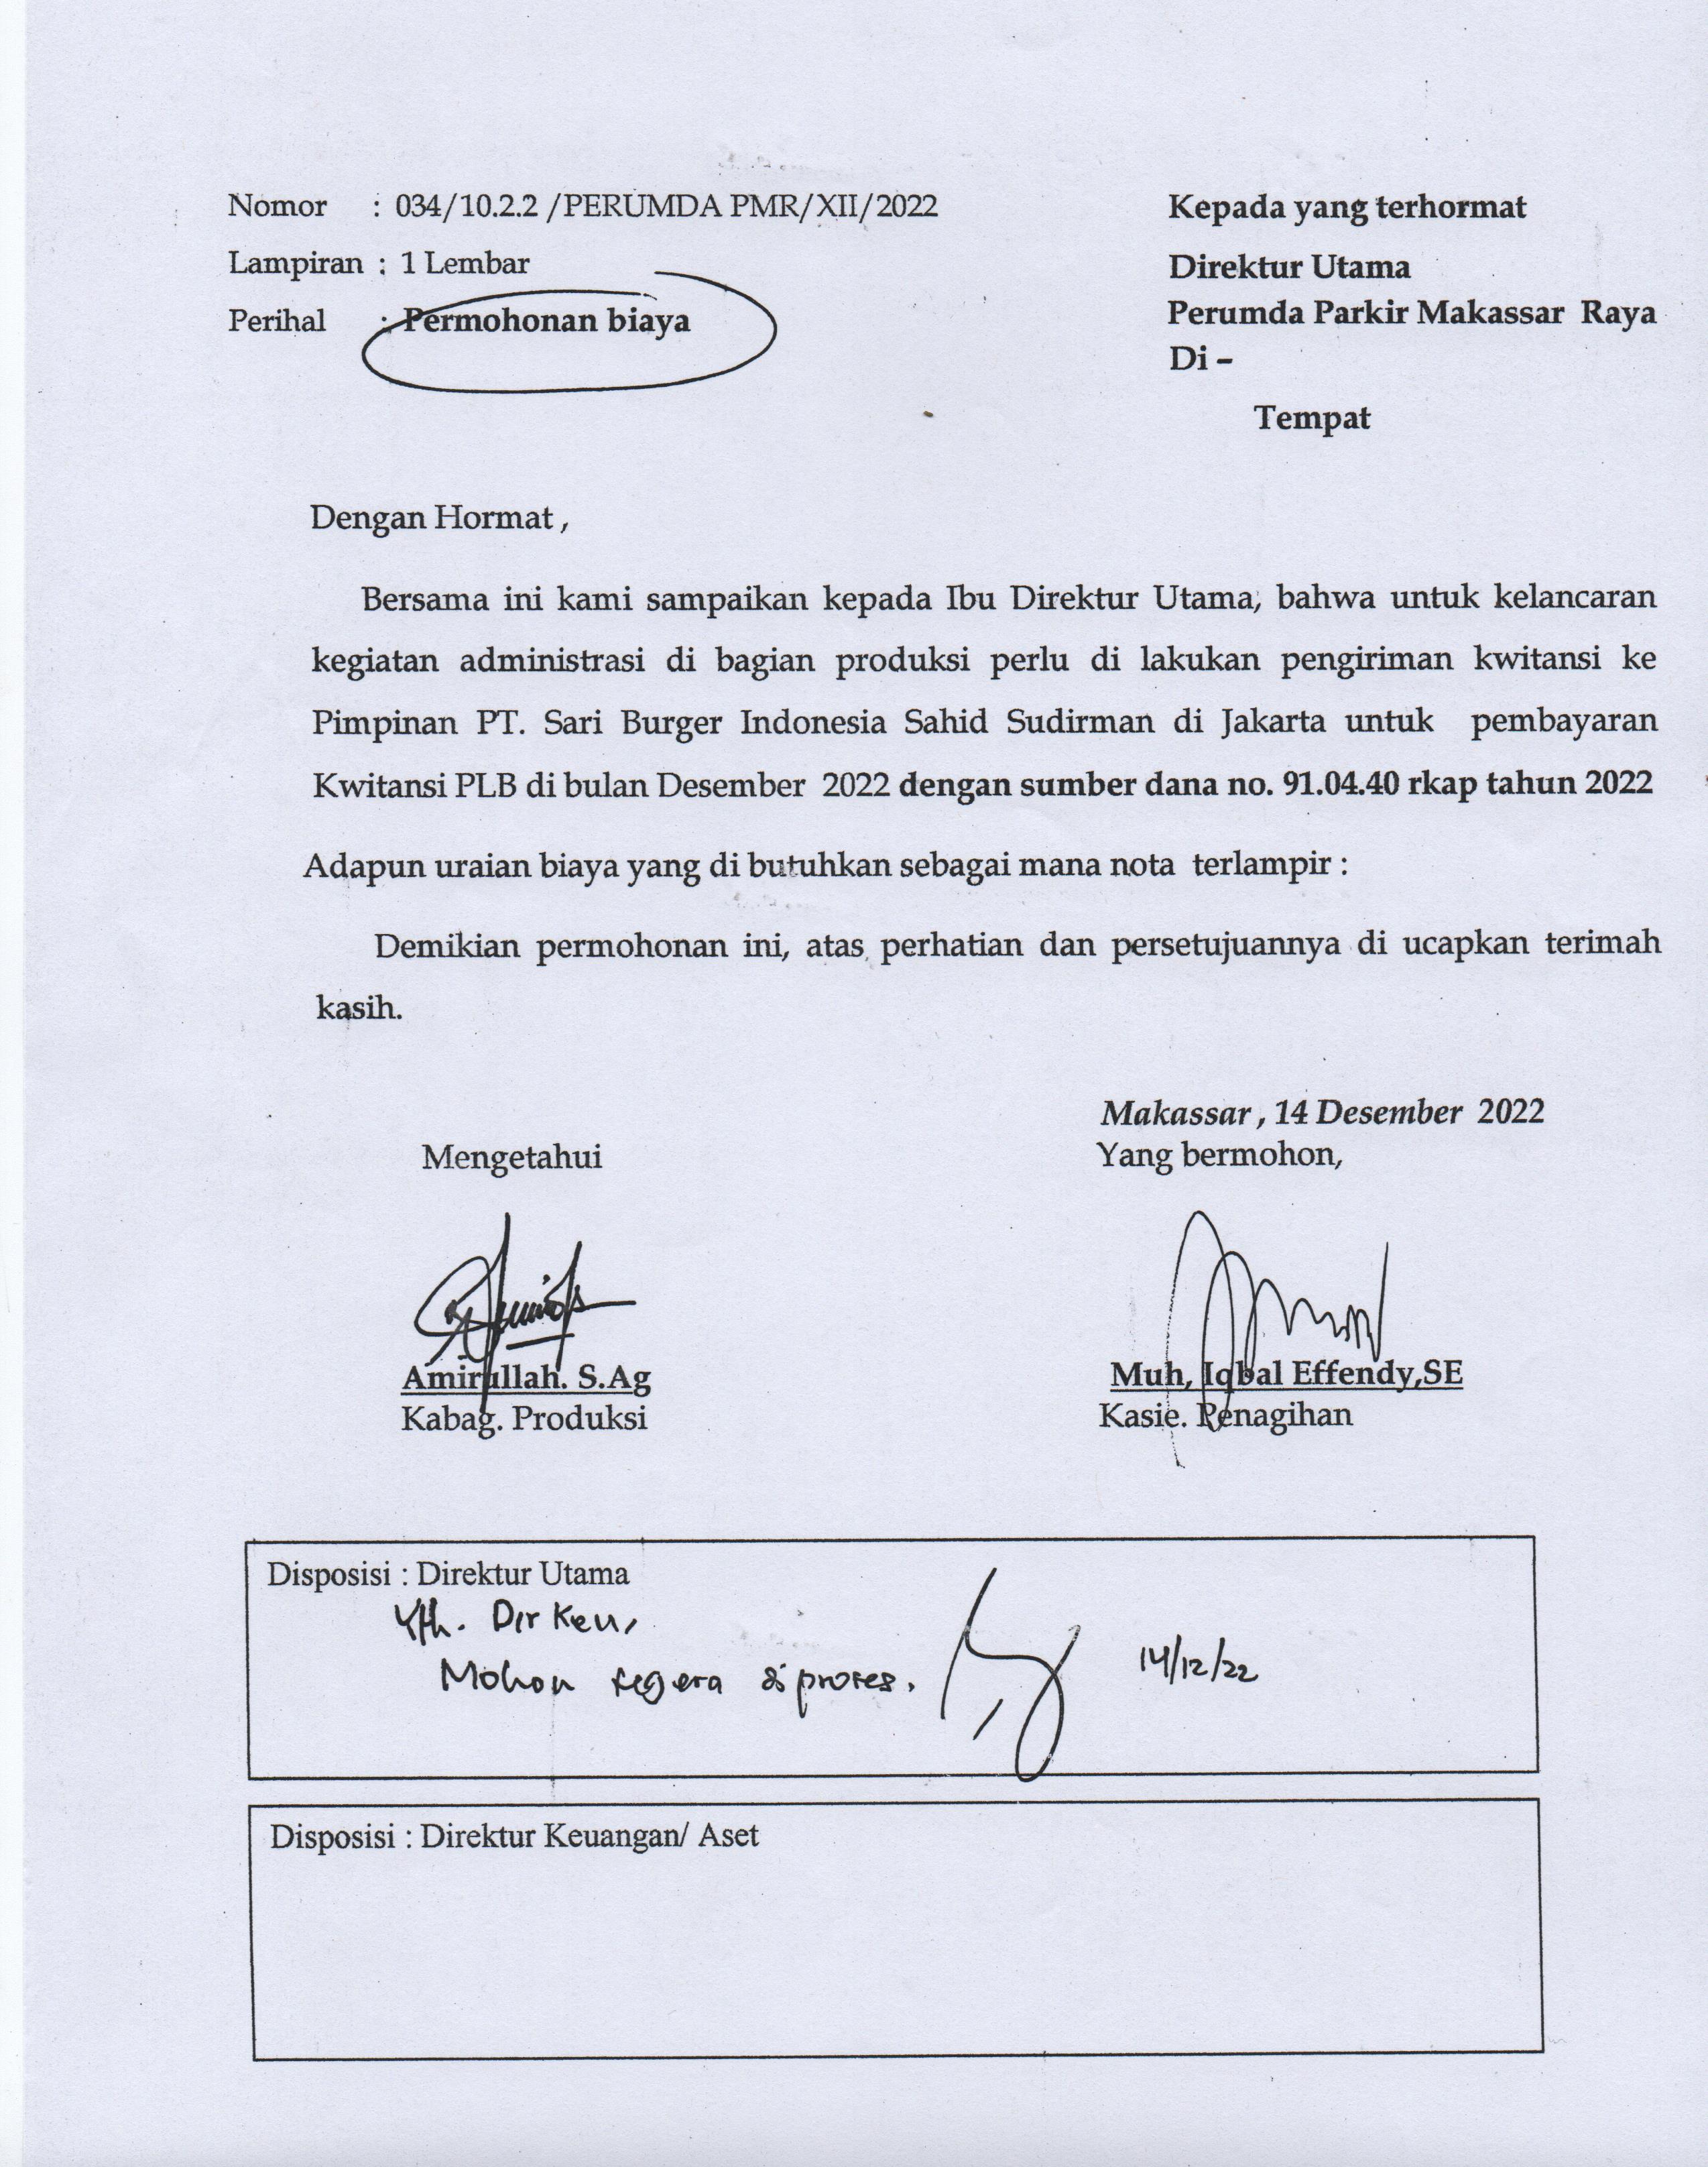 Nomor : 034/10.2.2 /PERUMDA PMR/XII/2022
Lampiran : 1 Lembar
Perihal : Permohonan biaya
Kepada yang terhormat
Direktur Utama
Perumda Parkir Makassar Raya
Di –
Tempat
Dengan Hormat ,
Bersama ini kami sampaikan kepada Ibu Direktur Utama, bahwa untuk kelancaran
kegiatan administrasi di bagian produksi perlu di lakukan pengiriman kwitansi ke
Pimpinan PT. Sari Burger Indonesia Sahid Sudirman di Jakarta untuk pembayaran
Kwitansi PLB di bulan Desember 2022 dengan sumber dana no. 91.04.40 rkap tahun 2022
Adapun uraian biaya yang di butuhkan sebagai mana nota terlampir :
Demikian permohonan ini, atas perhatian dan persetujuannya di ucapkan terimah
kasih.
Makassar , 14 Desember 2022
Mengetahui
Yang bermohon,
Amirullah. S.Ag
Kabag. Produksi
Muh, Iqbal Effendy,SE
Kasie. Penagihan
Disposisi : Direktur Utama
Yth. Dir Keu,
Mohon segera diproses.
14/12/22
Disposisi : Direktur Keuangan/ Aset